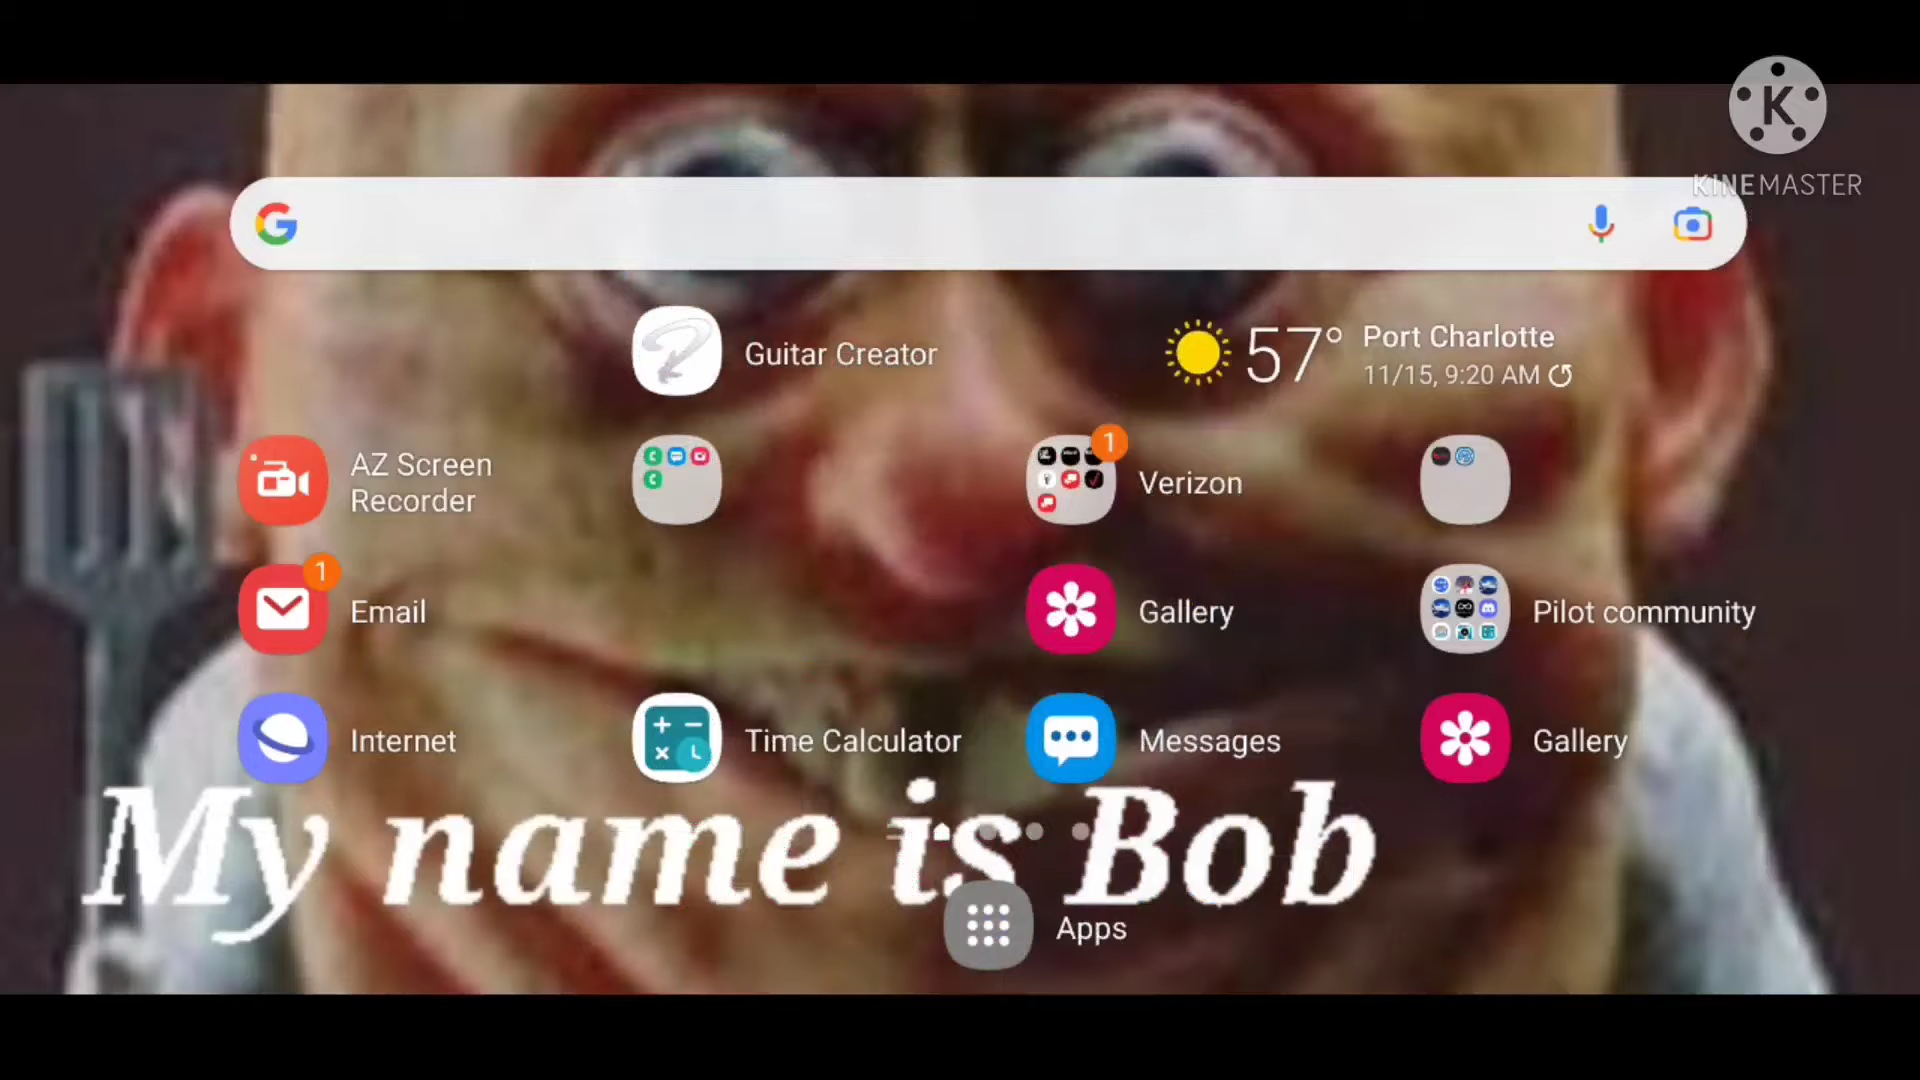 K
KINEMASTER
G
Guitar Creator
57°
Port Charlotte
11/15, 9:20 AM
AZ Screen
Recorder
1
Verizon
1
Email
Gallery
Pilot community
Internet
Time Calculator
Messages
Gallery
My name is Bob
Apps